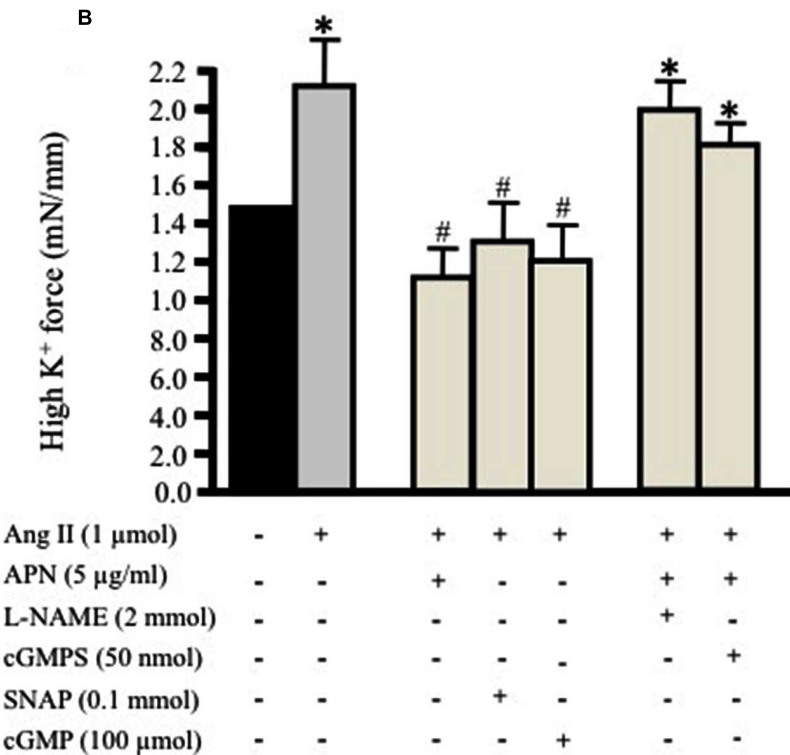 B
High K⁺ force (mN/mm)
2.2
2.0
1.8
1.6
1.4
1.2
1.0
8.0
6.0
4.0
2.0
0.0
* # # # * *
Ang II (1 μmol) - + + + + + +
APN (5 μg/ml) - - + - - + +
L-NAME (2 mmol) - - - - - + -
cGMPS (50 nmol) - - - - - - +
SNAP (0.1 mmol) - - - + - - -
cGMP (100 μmol) - - - - + - -